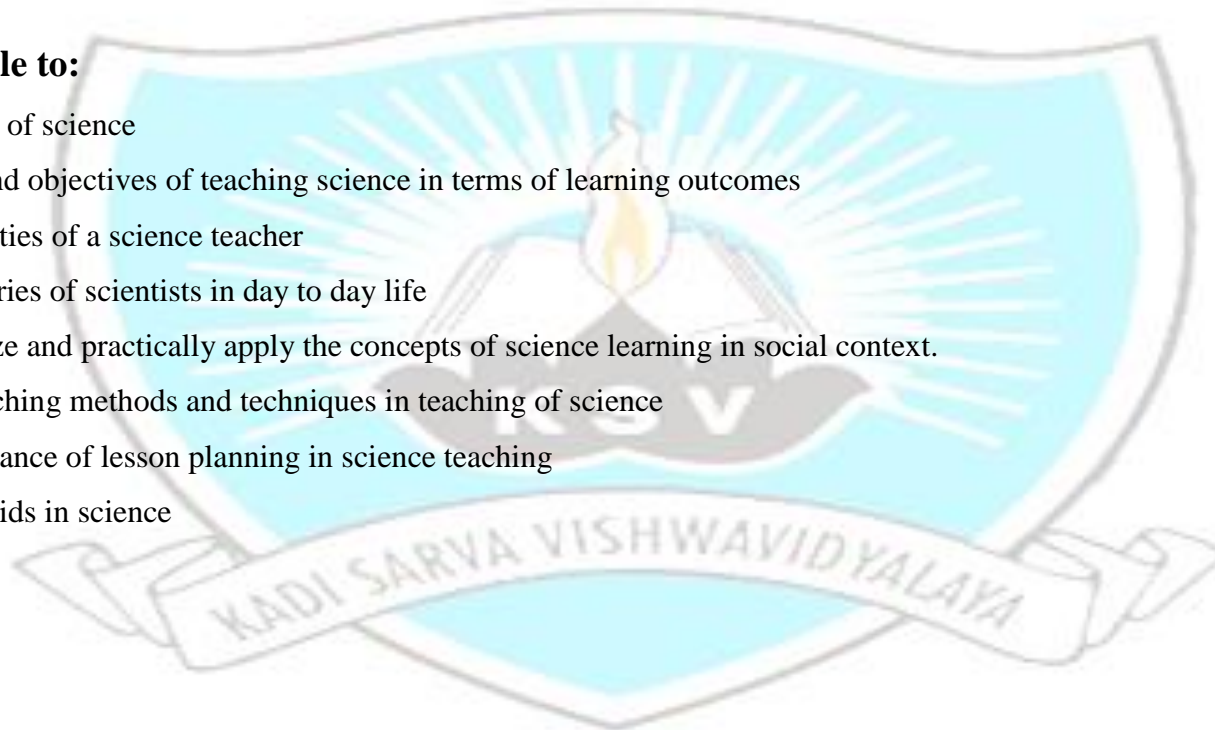 le to:
of science
nd objectives of teaching science in terms of learning outcomes
ties of a science teacher
ries of scientists in day to day life
ze and practically apply the concepts of science learning in social context.
ching methods and techniques in teaching of science
ance of lesson planning in science teaching
ids in science
KSV
KADI SARVA VISHWAVIDYALAYA